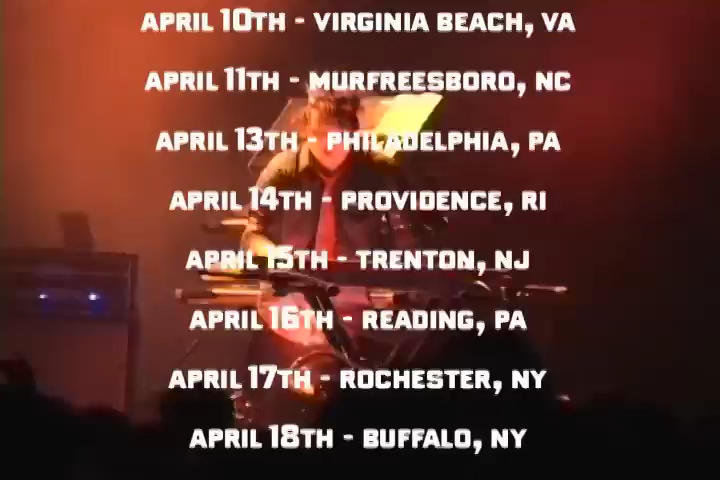 APRIL 10TH - VIRGINIA BEACH, VA
APRIL 11TH - MURFREESBORO, NC
APRIL 13TH - PHILADELPHIA, PA
APRIL 14TH - PROVIDENCE, RI
APRIL 15TH - TRENTON, NJ
APRIL 16TH - READING, PA
APRIL 17TH - ROCHESTER, NY
APRIL 18TH - BUFFALO, NY